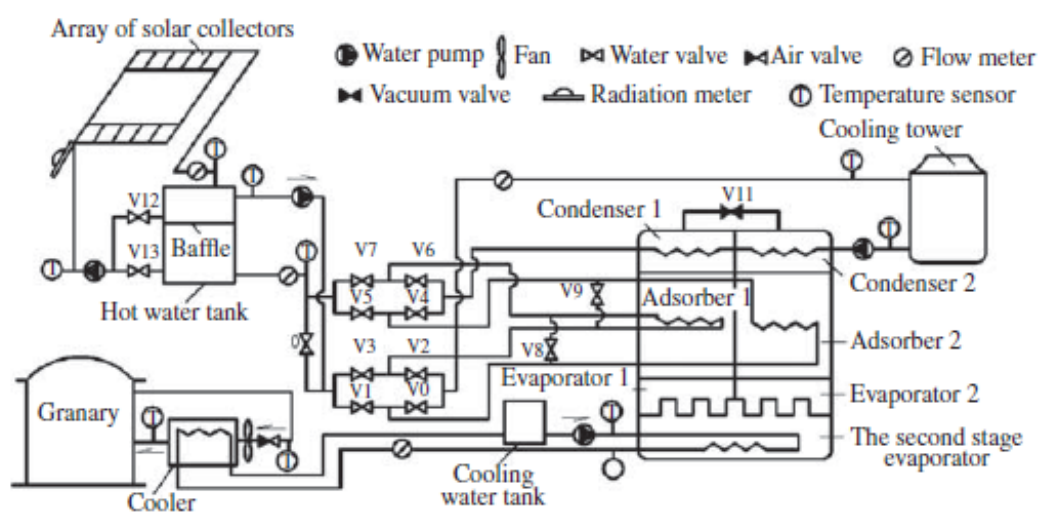 Array of solar collectors
Water pump Fan Water valve Air valve Flow meter
Vacuum valve Radiation meter T Temperature sensor
Cooling tower
T
T
T
V12
V11
Condenser 1
T
V13
Baffle
T
V7 V6
T
Condenser 2
V9
Adsorber 1
Hot water tank
V5 V4
V8
Adsorber 2
V3 V2
0
Evaporator 1
V1 V0
Evaporator 2
Granary
T
T
T
The second stage
evaporator
Cooler
Cooling
water tank